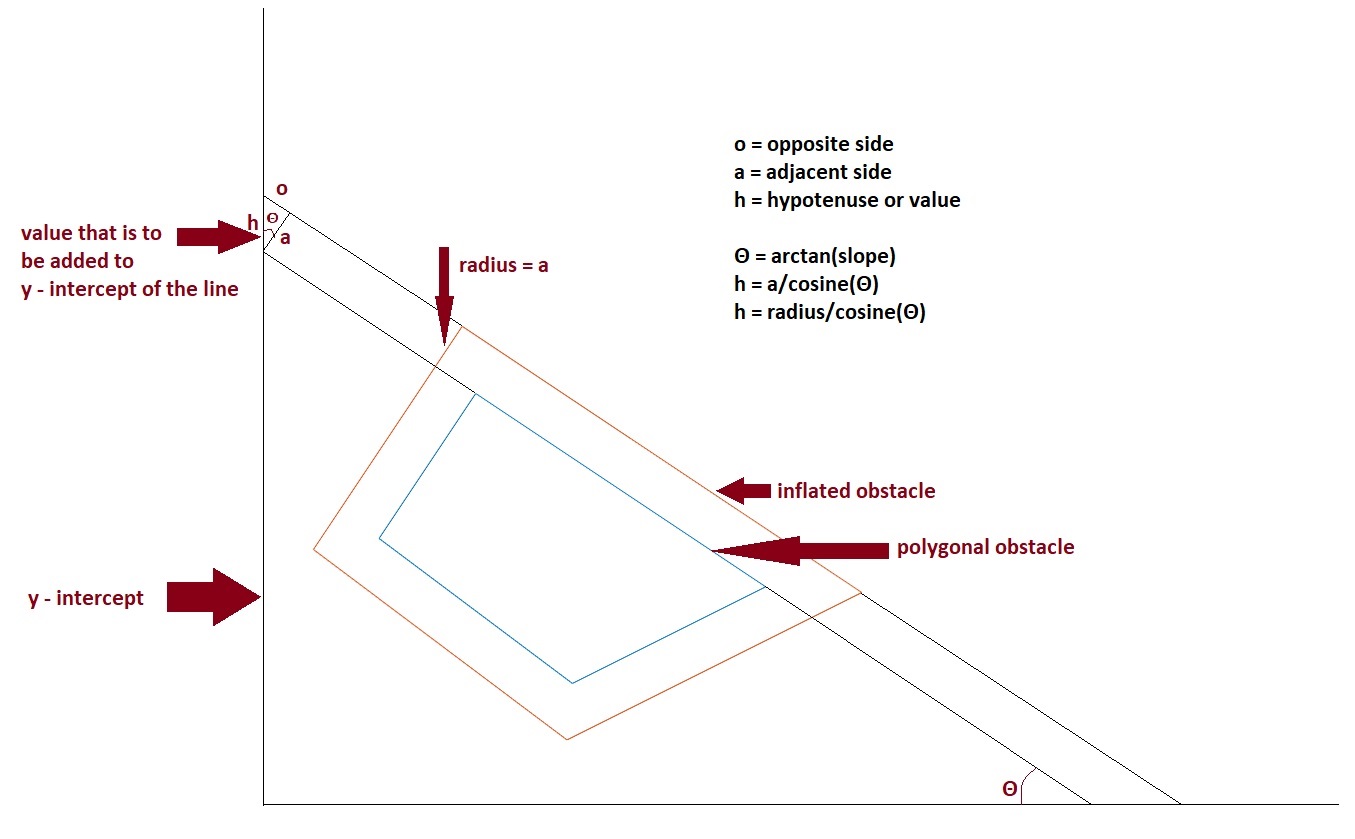 o = opposite side
a = adjacent side
h = hypotenuse or value
Θ = arctan(slope)
h = a/cosine(Θ)
h = radius/cosine(Θ)
o
h
Θ
a
value that is to
be added to
y - intercept of the line
radius = a
inflated obstacle
polygonal obstacle
y - intercept
Θ